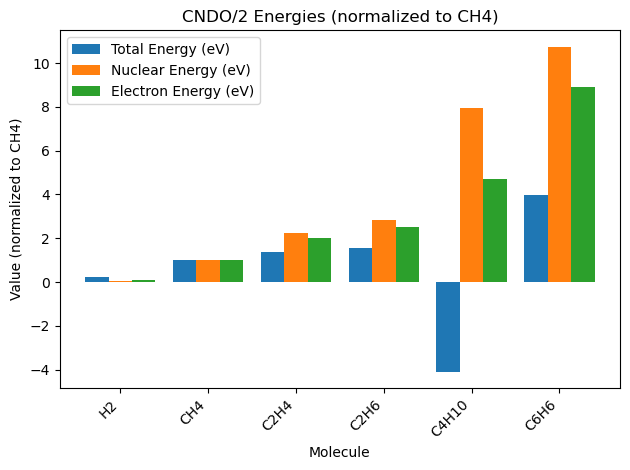 CNDO/2 Energies (normalized to CH4)
Total Energy (eV)
Nuclear Energy (eV)
Electron Energy (eV)
Value (normalized to CH4)
10
8
6
4
2
0
−2
−4
H2
CH4
C2H4
C2H6
C4H10
C6H6
Molecule